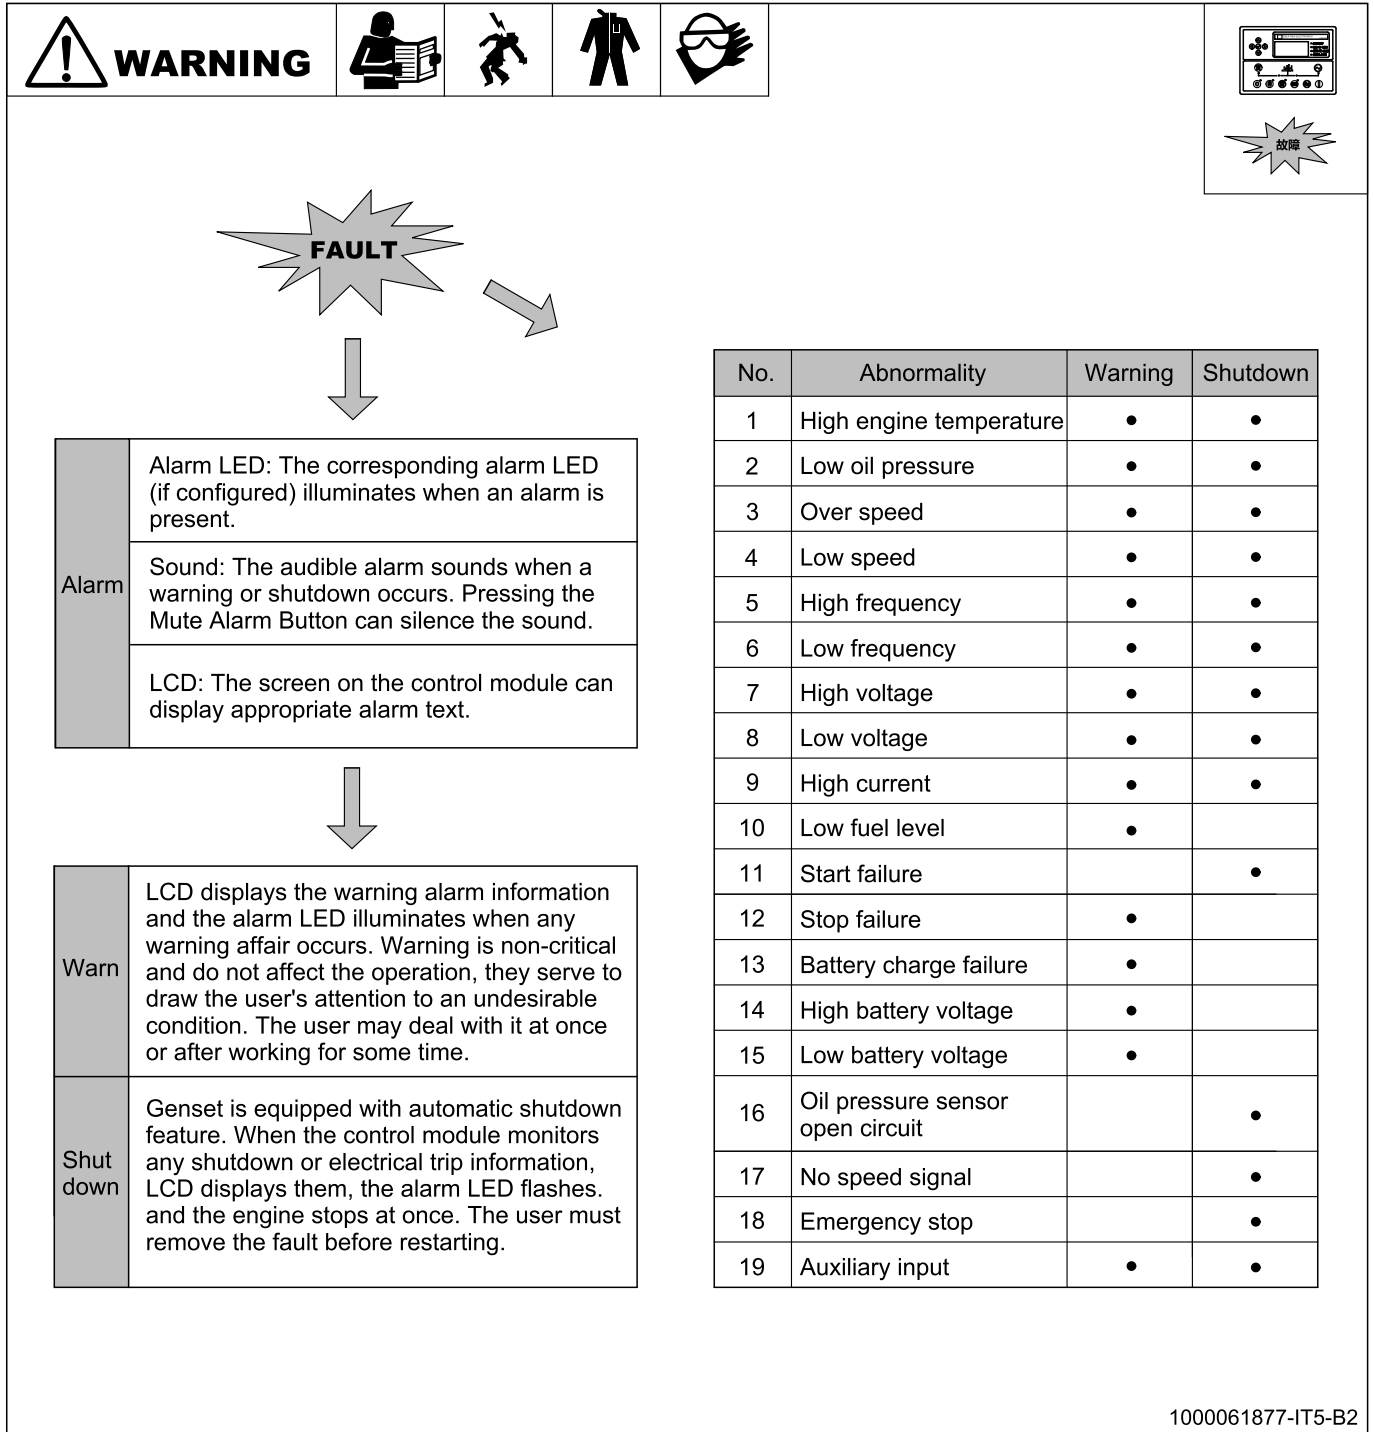 WARNING
故障
FAULT
Alarm
Alarm LED: The corresponding alarm LED
(if configured) illuminates when an alarm is
present.
Sound: The audible alarm sounds when a
warning or shutdown occurs. Pressing the
Mute Alarm Button can silence the sound.
LCD: The screen on the control module can
display appropriate alarm text.
Warn
LCD displays the warning alarm information
and the alarm LED illuminates when any
warning affair occurs. Warning is non-critical
and do not affect the operation, they serve to
draw the user's attention to an undesirable
condition. The user may deal with it at once
or after working for some time.
Shut
down
Genset is equipped with automatic shutdown
feature. When the control module monitors
any shutdown or electrical trip information,
LCD displays them, the alarm LED flashes.
and the engine stops at once. The user must
remove the fault before restarting.
No. Abnormality Warning Shutdown
1 High engine temperature ● ●
2 Low oil pressure ● ●
3 Over speed ● ●
4 Low speed ● ●
5 High frequency ● ●
6 Low frequency ● ●
7 High voltage ● ●
8 Low voltage ● ●
9 High current ● ●
10 Low fuel level ●
11 Start failure ●
12 Stop failure ●
13 Battery charge failure ●
14 High battery voltage ●
15 Low battery voltage ●
16 Oil pressure sensor
open circuit ●
17 No speed signal ●
18 Emergency stop ●
19 Auxiliary input ● ●
1000061877-IT5-B2